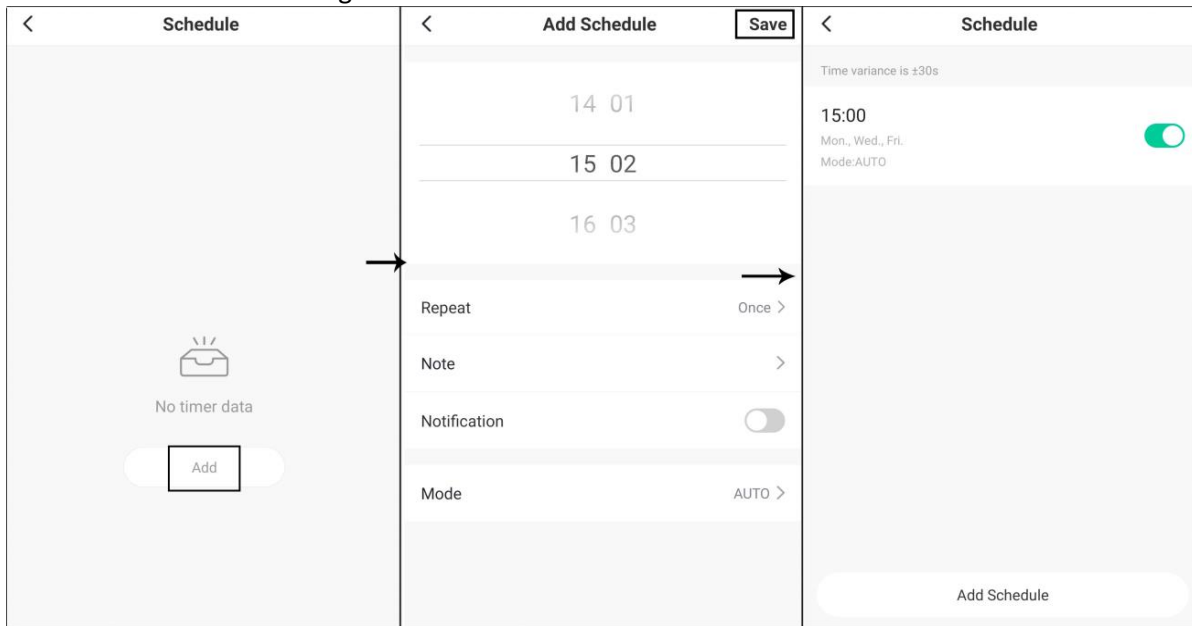 Schedule
No timer data
Add
Add Schedule
Save
14 01
15 02
16 03
Repeat
Once
Note
Notification
Mode
AUTO
Schedule
Time variance is ±30s
15:00
Mon., Wed., Fri.
Mode:AUTO
Add Schedule